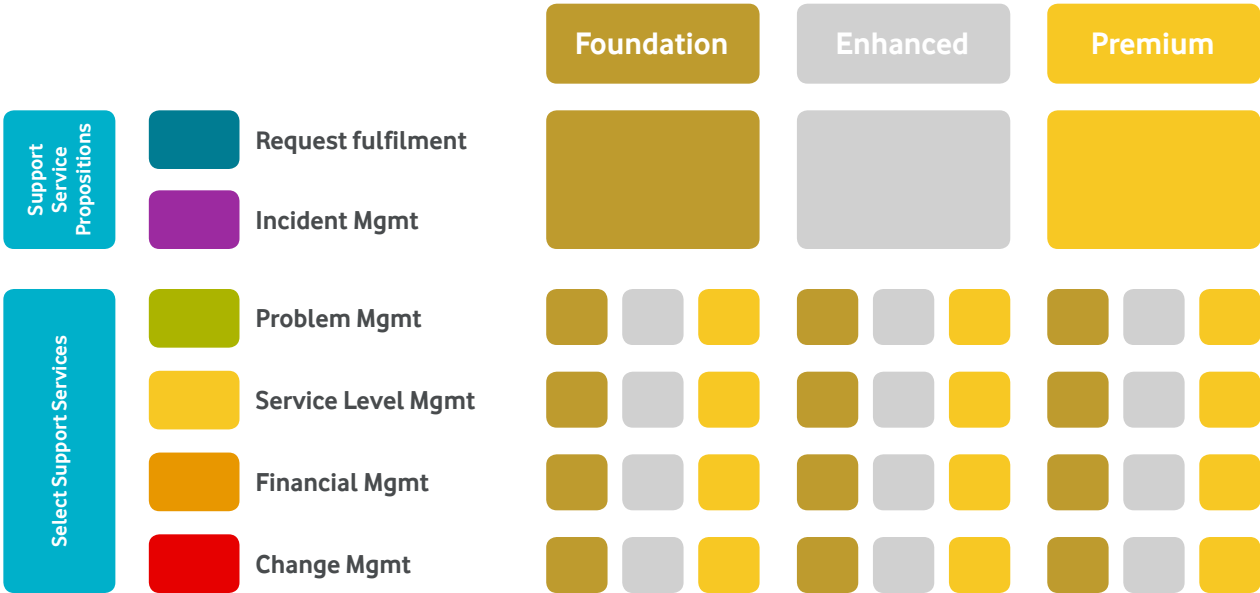 Foundation
Enhanced
Premium
Support
Service
Propositions
Request fulfilment
Incident Mgmt
Select Support Services
Problem Mgmt
Service Level Mgmt
Financial Mgmt
Change Mgmt